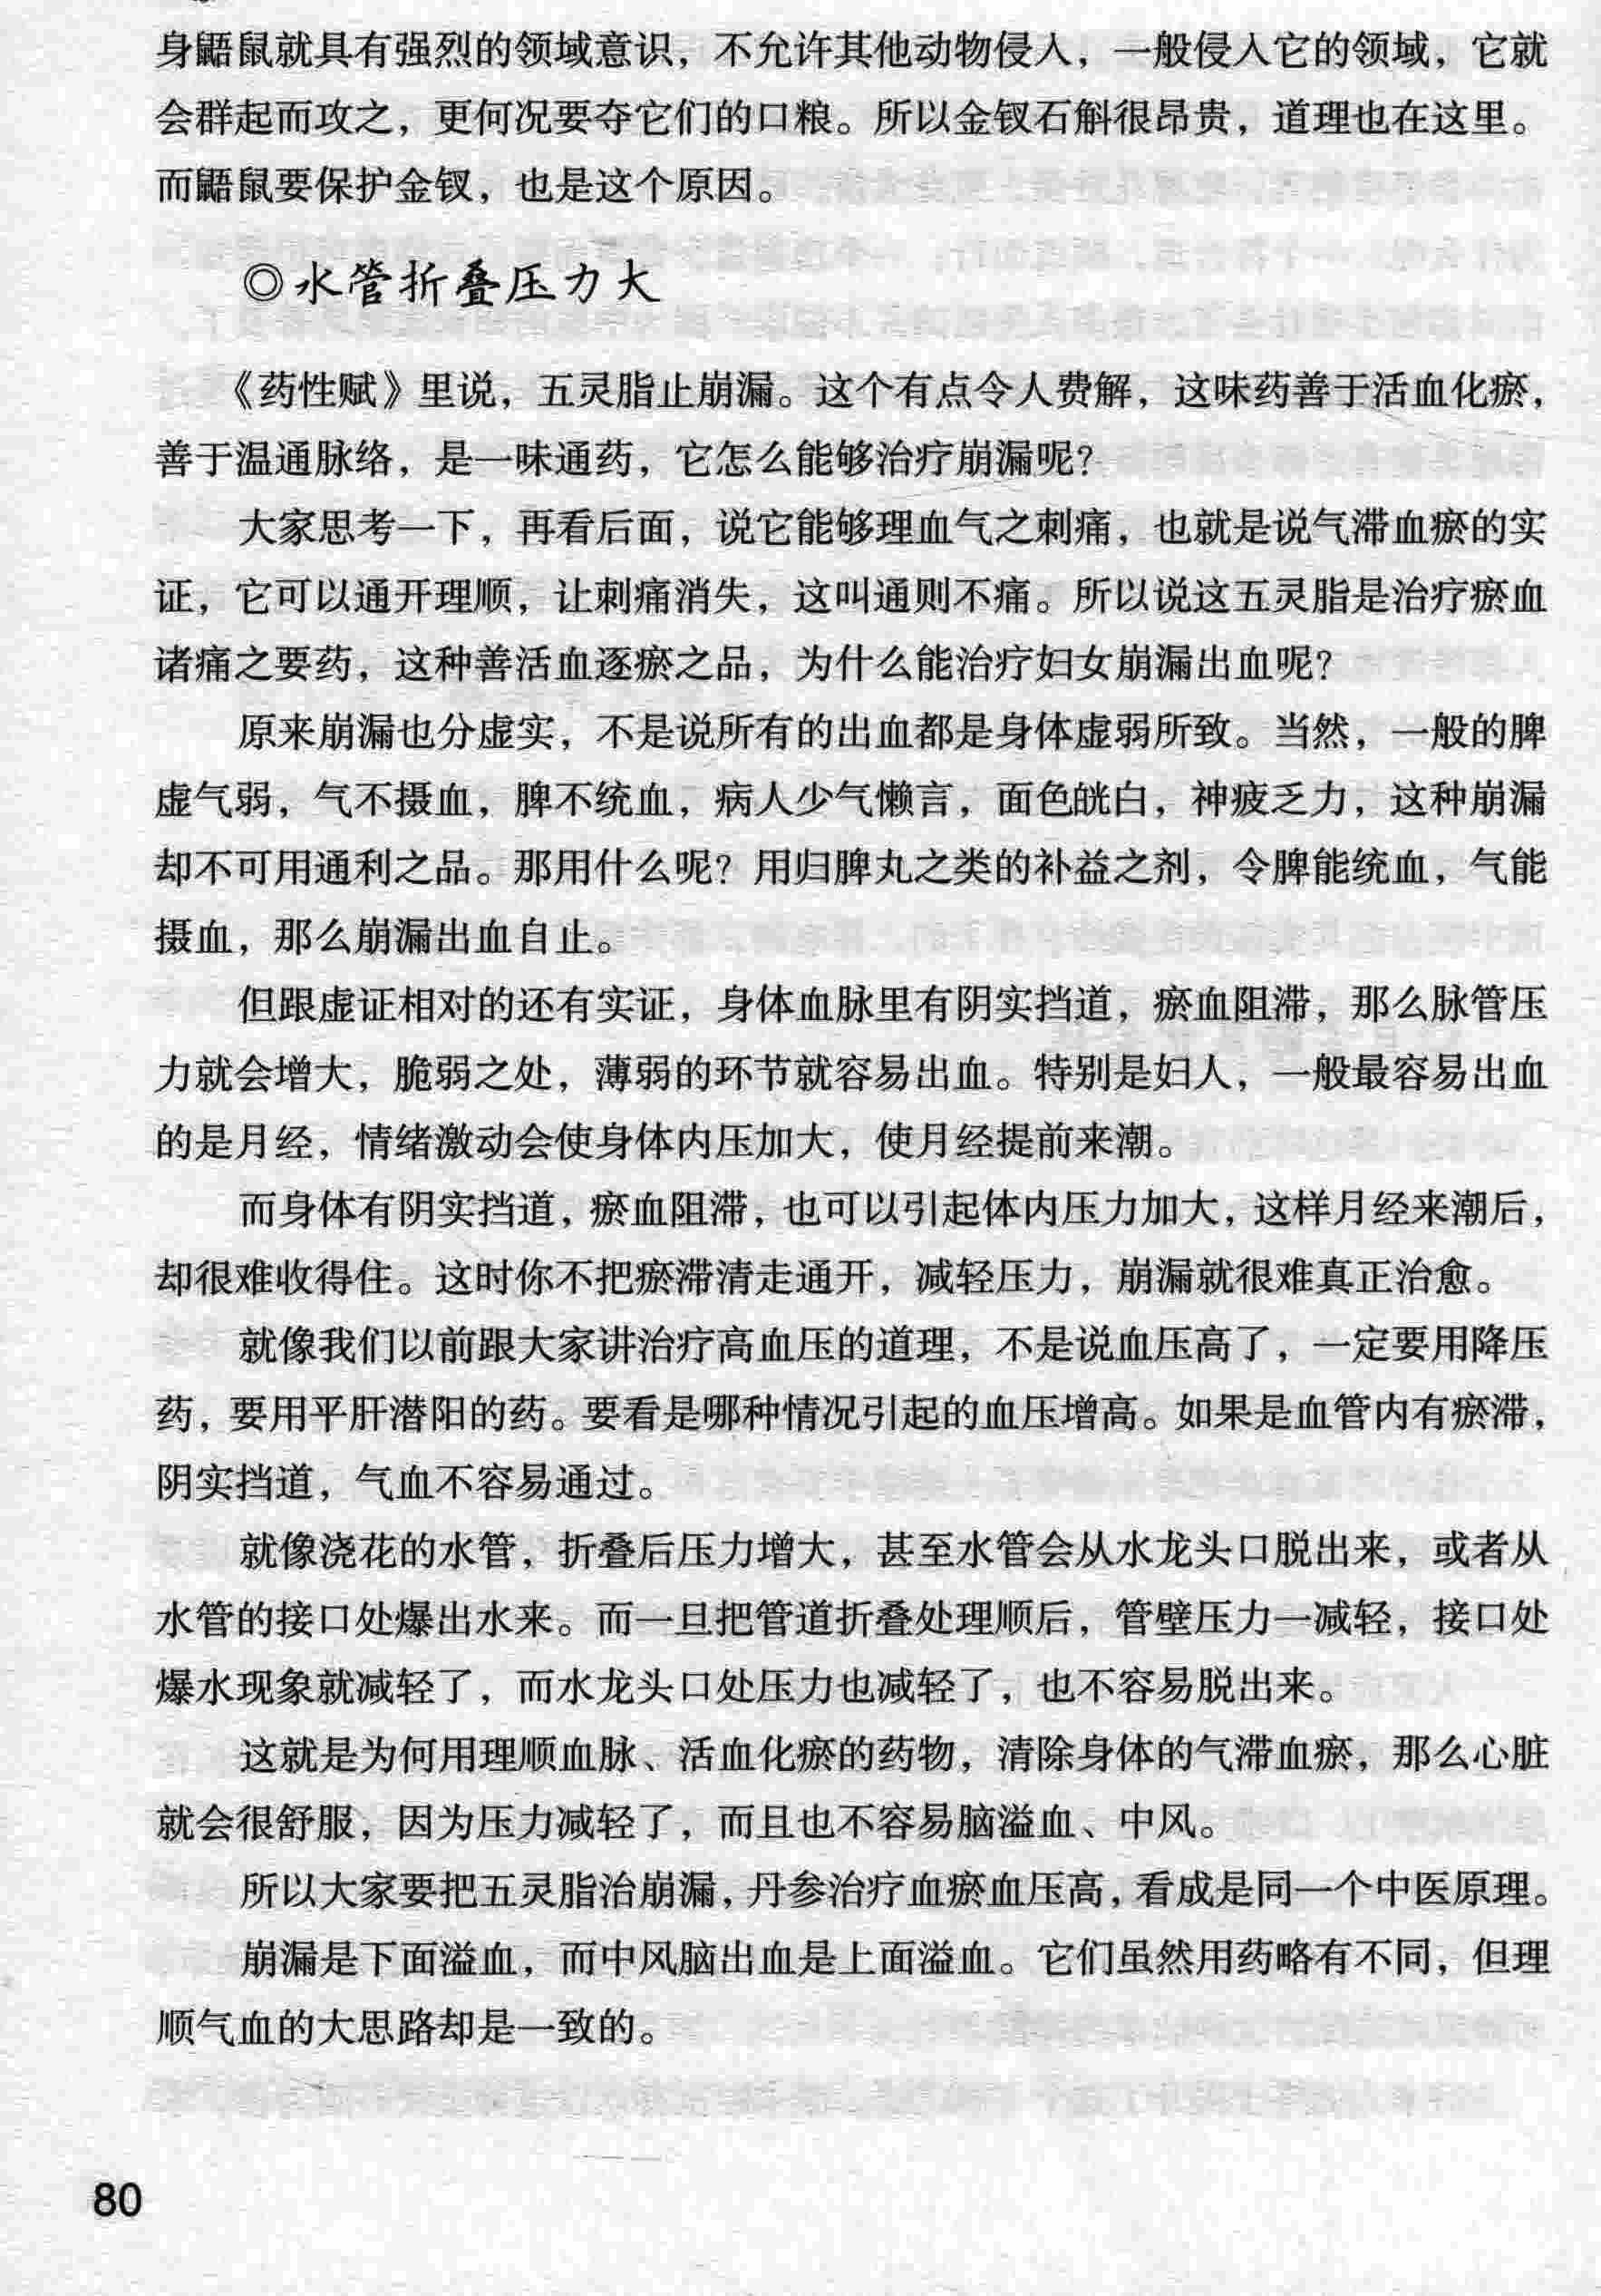 身鼯鼠就具有强烈的领域意识，不允许其他动物侵入，一般侵入它的领域，它就
会群起而攻之，更何况要夺它们的口粮。所以金钗石斛很昂贵，道理也在这里。
而鼯鼠要保护金钗，也是这个原因。
◎水管折叠压力大
《药性赋》里说，五灵脂止崩漏。这个有点令人费解，这味药善于活血化瘀，
善于温通脉络，是一味通药，它怎么能够治疗崩漏呢？
大家思考一下，再看后面，说它能够理血气之刺痛，也就是说气滞血瘀的实
证，它可以通开理顺，让刺痛消失，这叫通则不痛。所以说这五灵脂是治疗瘀血
诸痛之要药，这种善活血逐瘀之品，为什么能治疗妇女崩漏出血呢？
原来崩漏也分虚实，不是说所有的出血都是身体虚弱所致。当然，一般的脾
虚气弱，气不摄血，脾不统血，病人少气懒言，面色㿠白，神疲乏力，这种崩漏
却不可用通利之品。那用什么呢？用归脾丸之类的补益之剂，令脾能统血，气能
摄血，那么崩漏出血自止。
但跟虚证相对的还有实证，身体血脉里有阴实挡道，瘀血阻滞，那么脉管压
力就会增大，脆弱之处，薄弱的环节就容易出血。特别是妇人，一般最容易出血
的是月经，情绪激动会使身体内压加大，使月经提前来潮。
而身体有阴实挡道，瘀血阻滞，也可以引起体内压力加大，这样月经来潮后，
却很难收得住。这时你不把瘀滞清走通开，减轻压力，崩漏就很难真正治愈。
就像我们以前跟大家讲治疗高血压的道理，不是说血压高了，一定要用降压
药，要用平肝潜阳的药。要看是哪种情况引起的血压增高。如果是血管内有瘀滞，
阴实挡道，气血不容易通过。
就像浇花的水管，折叠后压力增大，甚至水管会从水龙头口脱出来，或者从
水管的接口处爆出水来。而一旦把管道折叠处理顺后，管壁压力一减轻，接口处
爆水现象就减轻了，而水龙头口处压力也减轻了，也不容易脱出来。
这就是为何用理顺血脉、活血化瘀的药物，清除身体的气滞血瘀，那么心脏
就会很舒服，因为压力减轻了，而且也不容易脑溢血、中风。
所以大家要把五灵脂治崩漏，丹参治疗血瘀血压高，看成是同一个中医原理。
崩漏是下面溢血，而中风脑出血是上面溢血。它们虽然用药略有不同，但理
顺气血的大思路却是一致的。
80